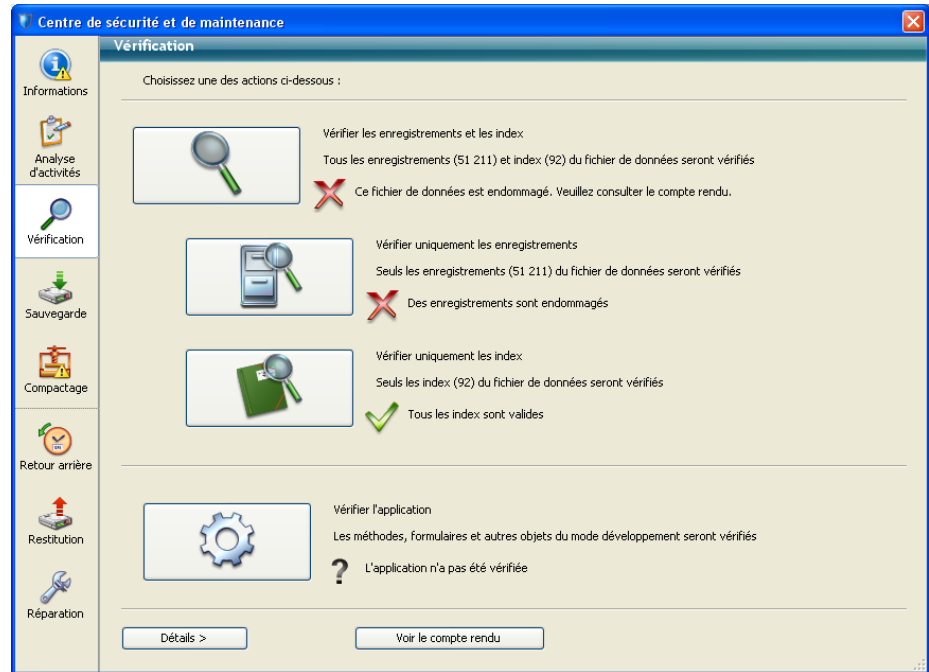 Centre de sécurité et de maintenance
Vérification
Informations
Analyse
d'activités
Vérification
Sauvegarde
Compactage
Retour arrière
Restitution
Réparation
Choisissez une des actions ci-dessous :
Vérifier les enregistrements et les index
Tous les enregistrements (51 211) et index (92) du fichier de données seront vérifiés
Ce fichier de données est endommagé. Veuillez consulter le compte rendu.
Vérifier uniquement les enregistrements
Seuls les enregistrements (51 211) du fichier de données seront vérifiés
Des enregistrements sont endommagés
Vérifier uniquement les index
Seuls les index (92) du fichier de données seront vérifiés
Tous les index sont valides
Vérifier l'application
Les méthodes, formulaires et autres objets du mode développement seront vérifiés
? L'application n'a pas été vérifiée
Détails >
Voir le compte rendu